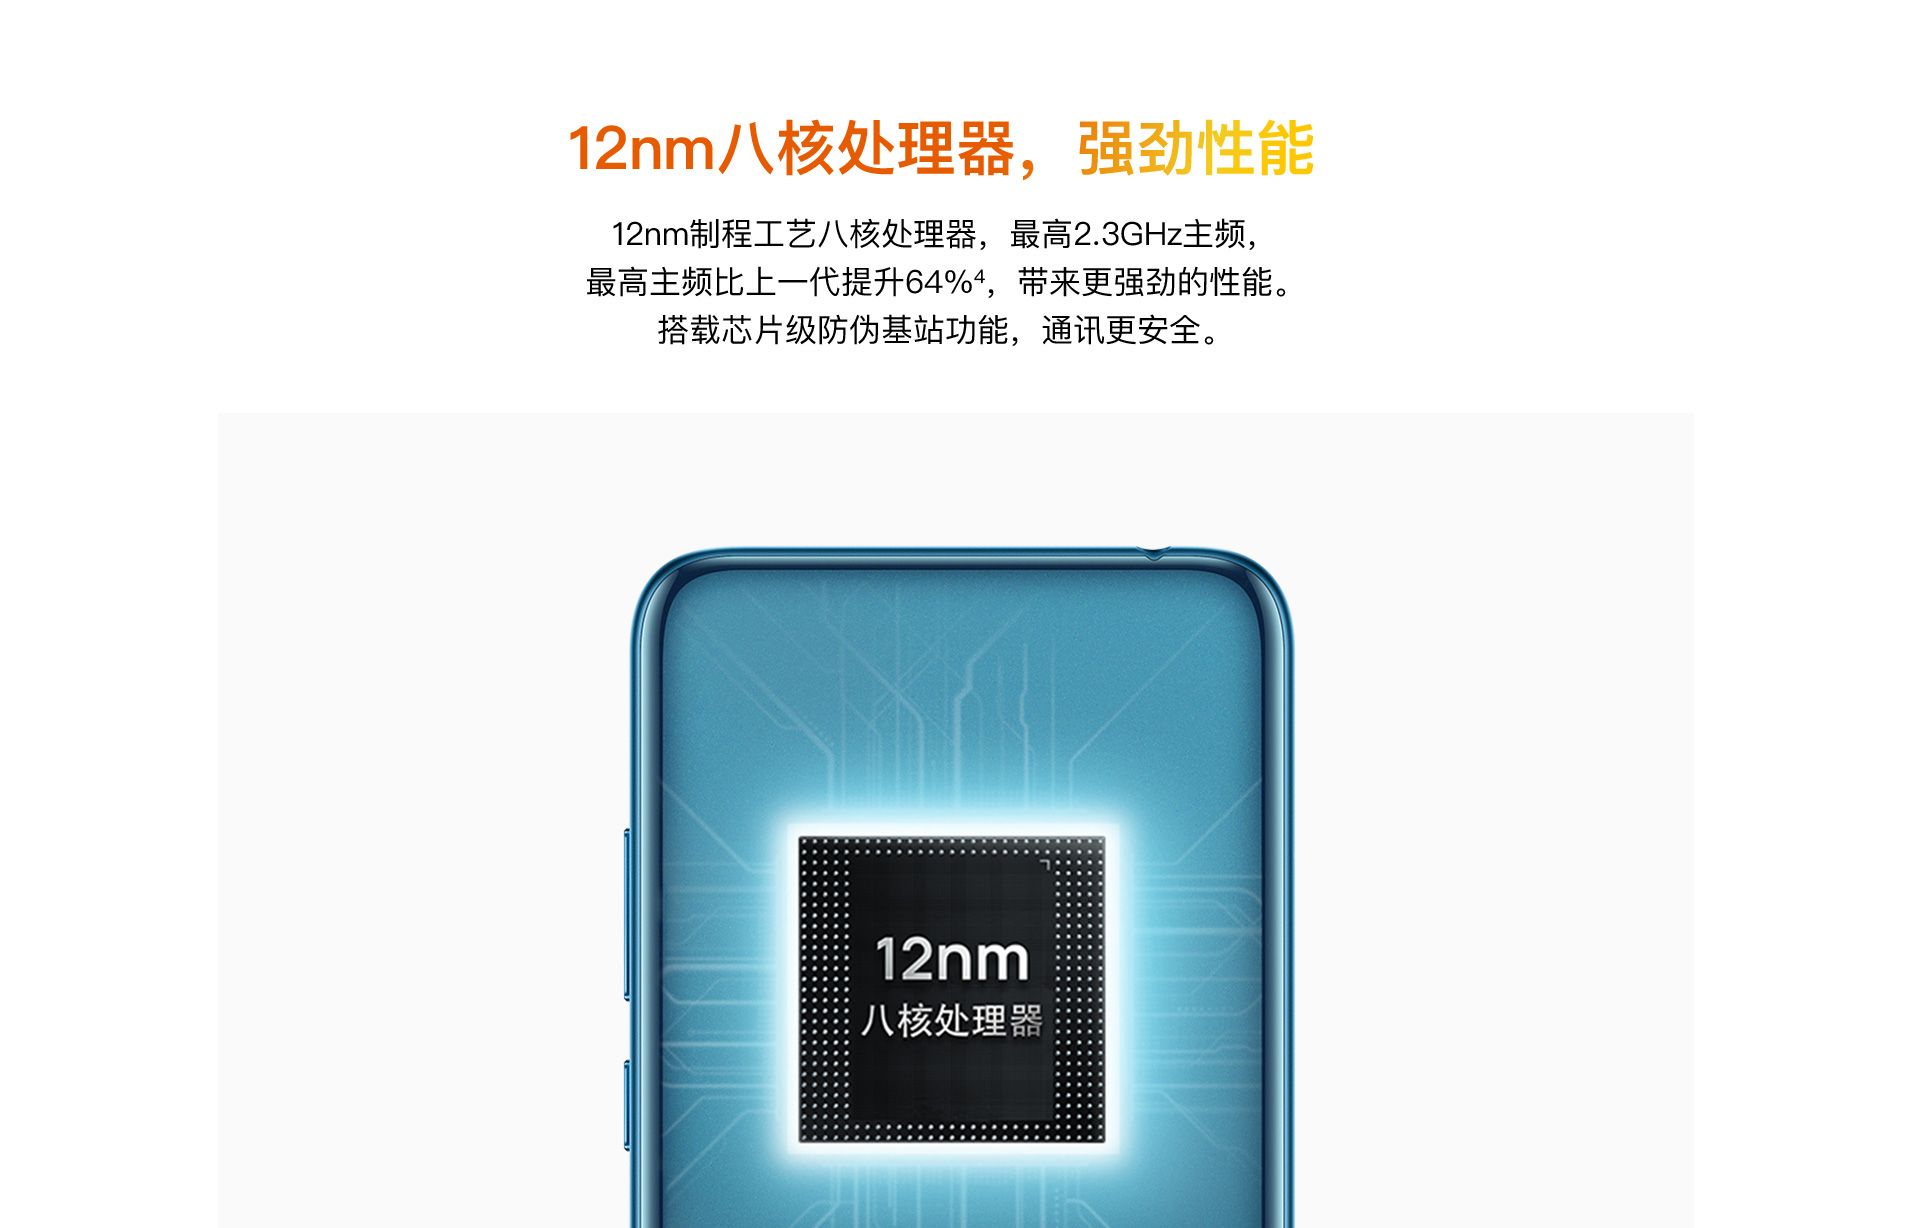 12nm八核处理器，强劲性能
12nm制程工艺八核处理器，最高2.3GHz主频，
最高主频比上一代提升64%⁴，带来更强劲的性能。
搭载芯片级防伪基站功能，通讯更安全。
12nm
八核处理器